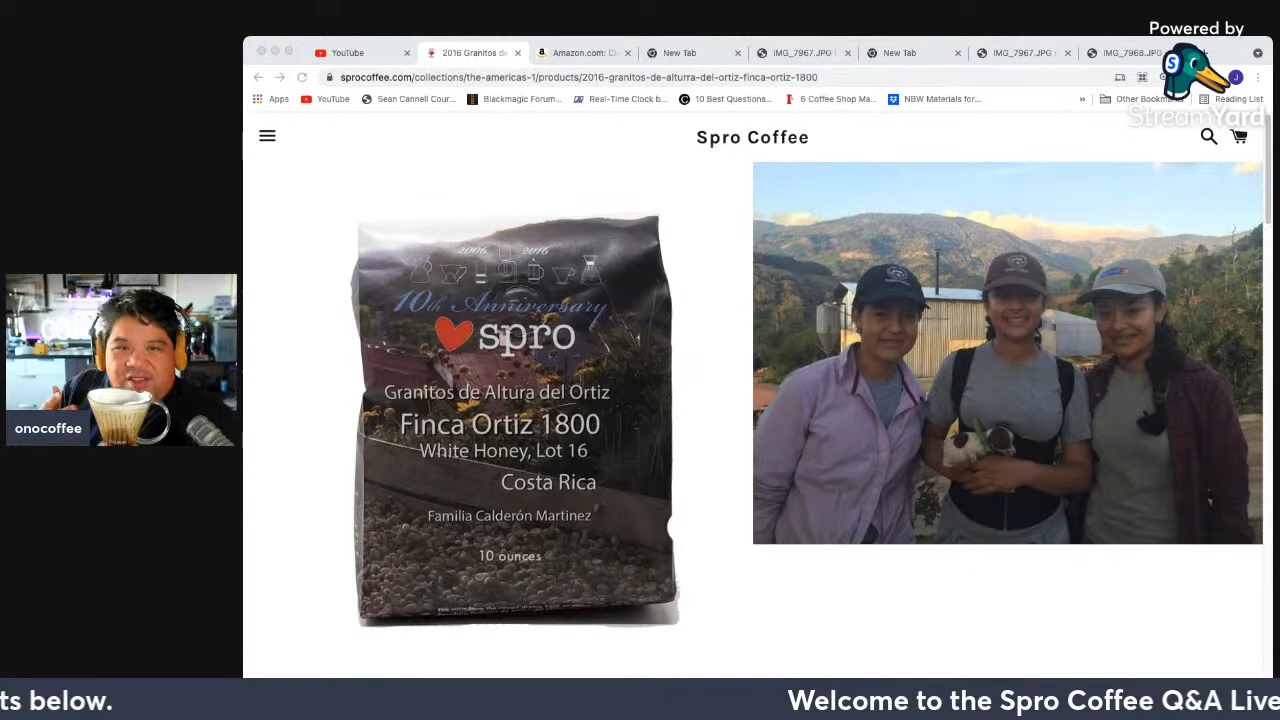 Powered by
StreamYard
YouTube
2016 Granitos de
Amazon.com:
New Tab
IMG_7967.JPG
New Tab
IMG_7967.JPG
IMG_7968.JPG
sprocoffee.com/collections/the-americas-1/products/2016-granitos-de-alturra-del-ortiz-finca-ortiz-1800
Apps
YouTube
Sean Cannell Cour...
Blackmagic Forum...
Real-Time Clock b...
10 Best Questions...
6 Coffee Shop Ma...
NBW Materials for...
»
Other Bookmarks
Reading List
Spro Coffee
2006 2016
10th Anniversary
spro
Granitos de Altura del Ortiz
Finca Ortiz 1800
White Honey, Lot 16
Costa Rica
Familia Calderón Martinez
10 ounces
onocoffee
ts below.
Welcome to the Spro Coffee Q&A Live